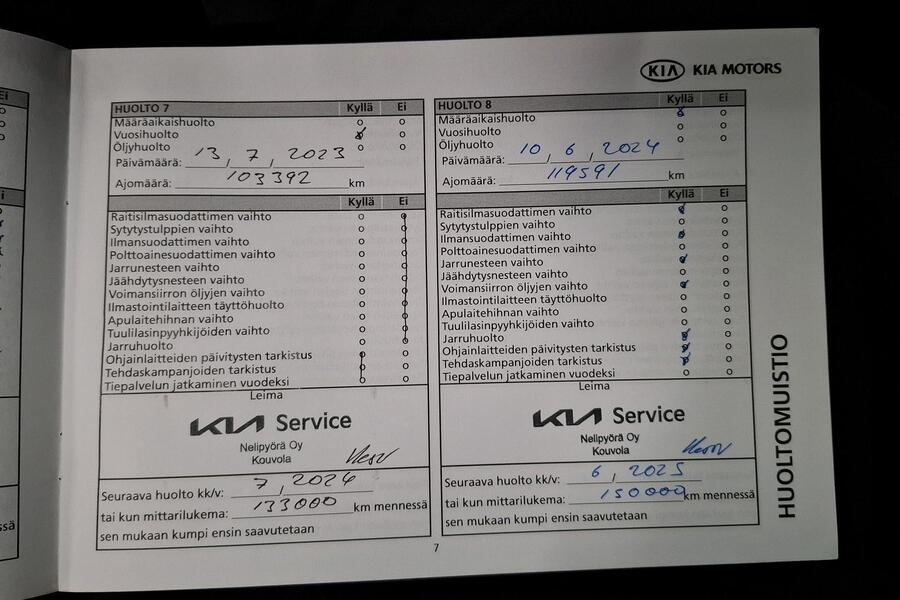 KIA KIA MOTORS
HUOLTO 7 Kyllä Ei
Määräaikaishuolto
Vuosihuolto
Öljyhuolto
Päivämäärä: 13, 7, 2023
Ajomäärä: 103392 km
Kyllä Ei
Raitisilmasuodattimen vaihto
Sytytystulppien vaihto
Ilmansuodattimen vaihto
Polttoainesuodattimen vaihto
Jarrunesteen vaihto
Jäähdytysnesteen vaihto
Voimansiirron öljyjen vaihto
Ilmastointilaitteen täyttöhuolto
Apulaitehihnan vaihto
Tuulilasinpyyhkijöiden vaihto
Jarruhuolto
Ohjainlaitteiden päivitysten tarkistus
Tehdaskampanjoiden tarkistus
Tiepalvelun jatkaminen vuodeksi
Leima
KIA Service
Nelipyörä Oy
Kouvola
Seuraava huolto kk/v: 7, 2024
tai kun mittarilukema: 133000 km mennessä
sen mukaan kumpi ensin saavutetaan
HUOLTO 8 Kyllä Ei
Määräaikaishuolto
Vuosihuolto
Öljyhuolto
Päivämäärä: 10, 6, 2024
Ajomäärä: 119591 km
Kyllä Ei
Raitisilmasuodattimen vaihto
Sytytystulppien vaihto
Ilmansuodattimen vaihto
Polttoainesuodattimen vaihto
Jarrunesteen vaihto
Jäähdytysnesteen vaihto
Voimansiirron öljyjen vaihto
Ilmastointilaitteen täyttöhuolto
Apulaitehihnan vaihto
Tuulilasinpyyhkijöiden vaihto
Jarruhuolto
Ohjainlaitteiden päivitysten tarkistus
Tehdaskampanjoiden tarkistus
Tiepalvelun jatkaminen vuodeksi
Leima
KIA Service
Nelipyörä Oy
Kouvola
Seuraava huolto kk/v: 6, 2025
tai kun mittarilukema: 150000 km mennessä
sen mukaan kumpi ensin saavutetaan
HUOLTOMUISTIO
7
Ei
i
ssä